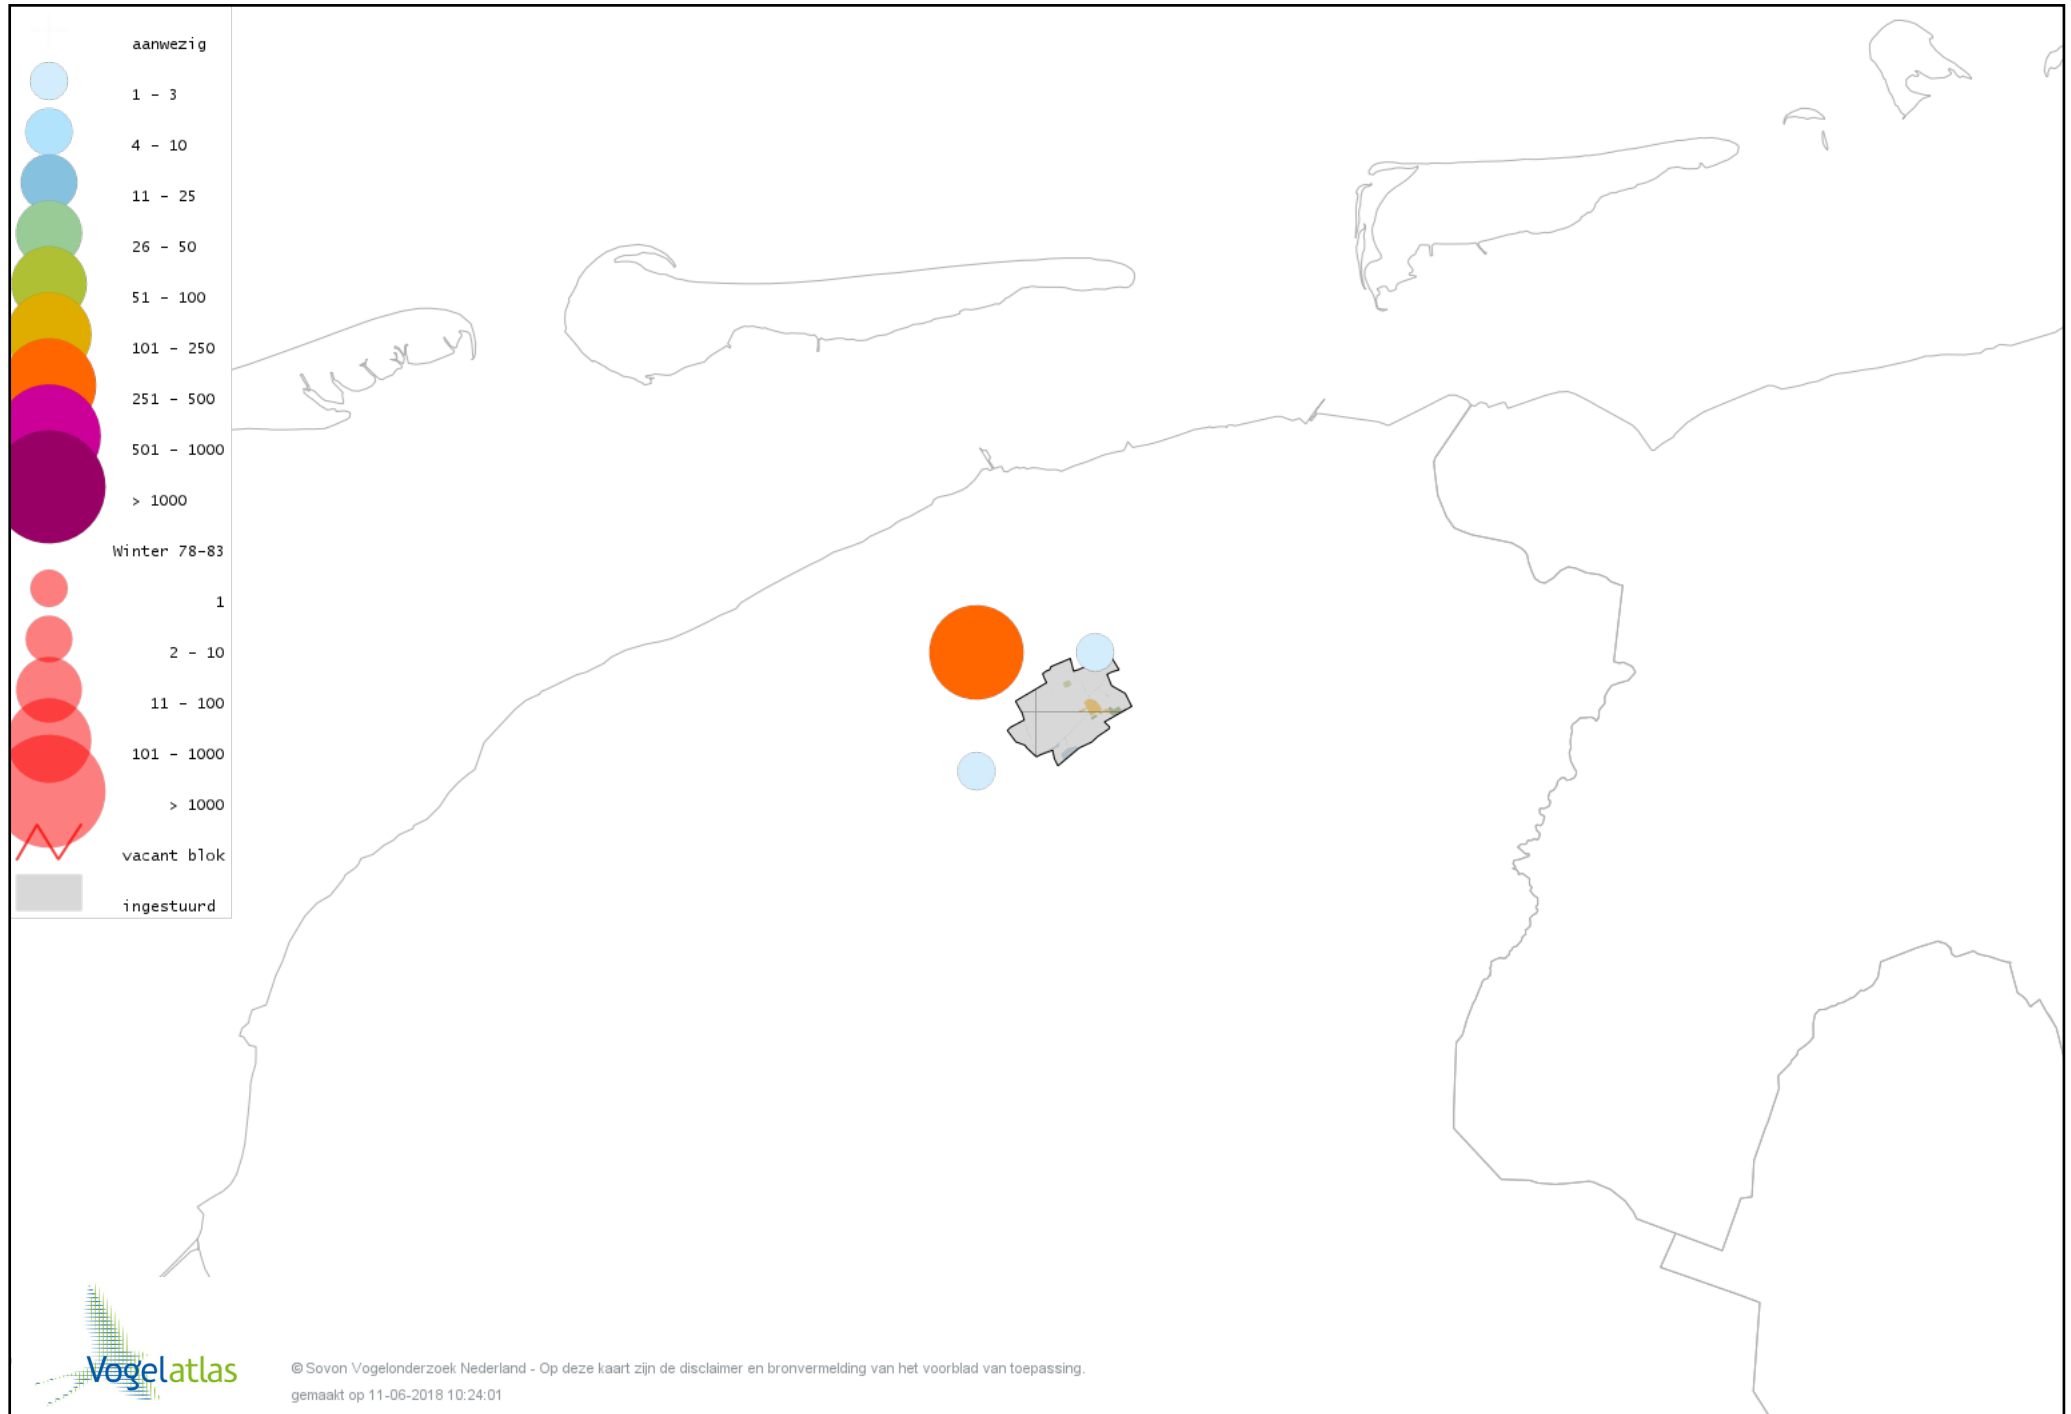 aanwezig
1 - 3
4 - 10
11 - 25
26 - 50
51 - 100
101 - 250
251 - 500
501 - 1000
> 1000
Winter 78-83
1
2 - 10
11 - 100
101 - 1000
> 1000
vacant blok
ingestuurd
Vogelatlas
© Sovon Vogelonderzoek Nederland - Op deze kaart zijn de disclaimer en bronvermelding van het voorblad van toepassing.
gemaakt op 11-06-2018 10:24:01